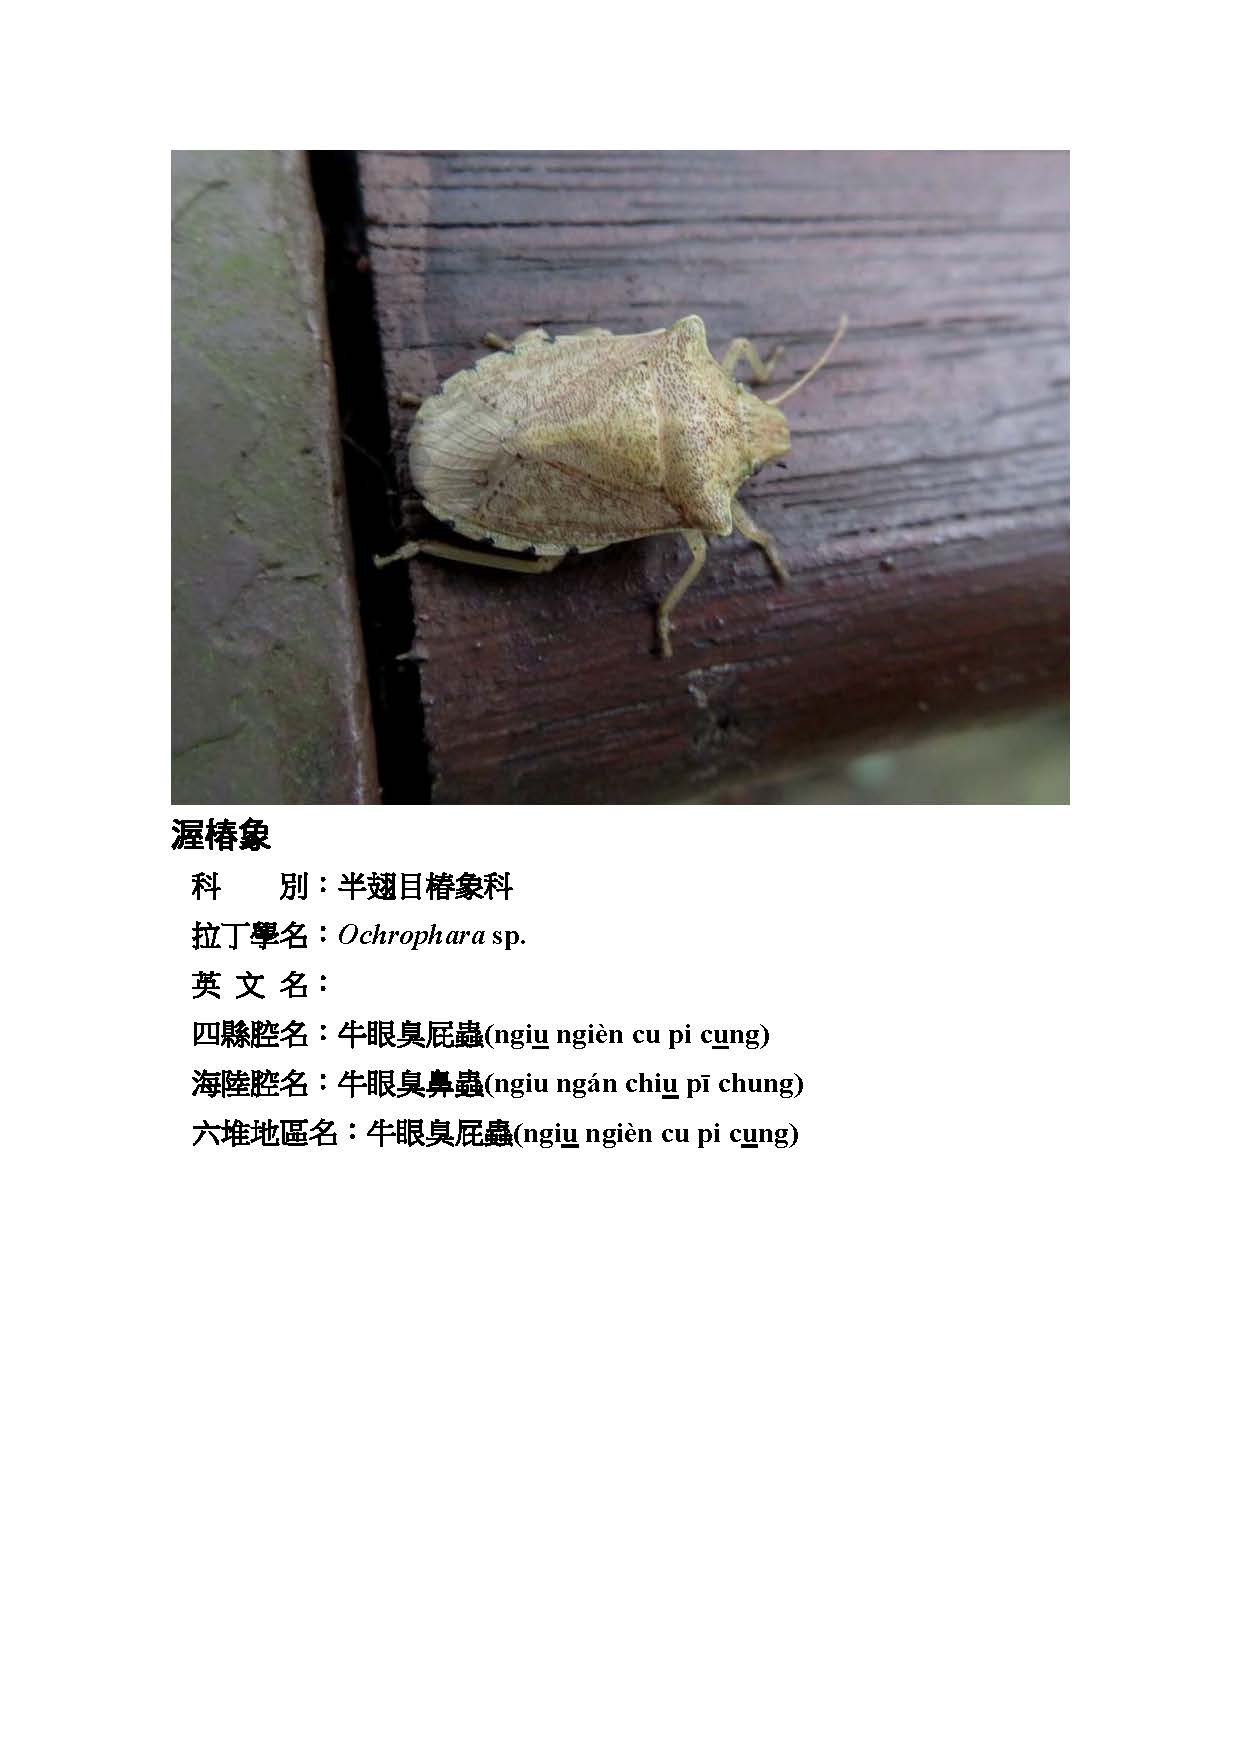 渥椿象
科　　別：半翅目椿象科
拉丁學名：Ochrophara sp.
英 文 名：
四縣腔名：牛眼臭屁蟲(ngiu ngièn cu pi cung)
海陸腔名：牛眼臭鼻蟲(ngiu ngán chiu pī chung)
六堆地區名：牛眼臭屁蟲(ngiu ngièn cu pi cung)